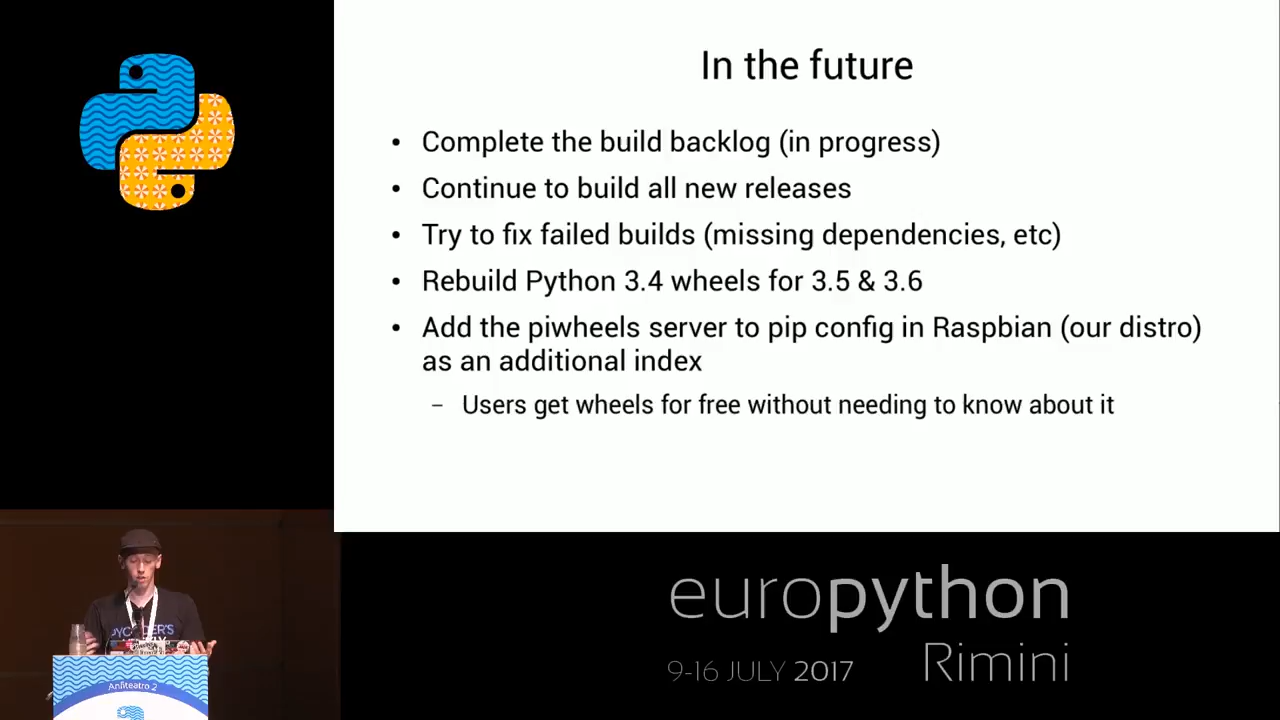 In the future
• Complete the build backlog (in progress)
• Continue to build all new releases
• Try to fix failed builds (missing dependencies, etc)
• Rebuild Python 3.4 wheels for 3.5 & 3.6
• Add the piwheels server to pip config in Raspbian (our distro)
as an additional index
– Users get wheels for free without needing to know about it
Anfiteatro 2
europython
Rimini
9-16 JULY 2017